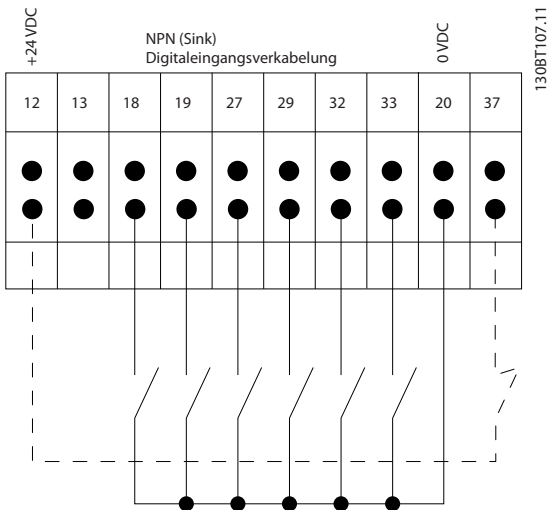 +24 VDC
NPN (Sink)
Digitaleingangsverkabelung
0 VDC
130BT107.11
12 13 18 19 27 29 32 33 20 37